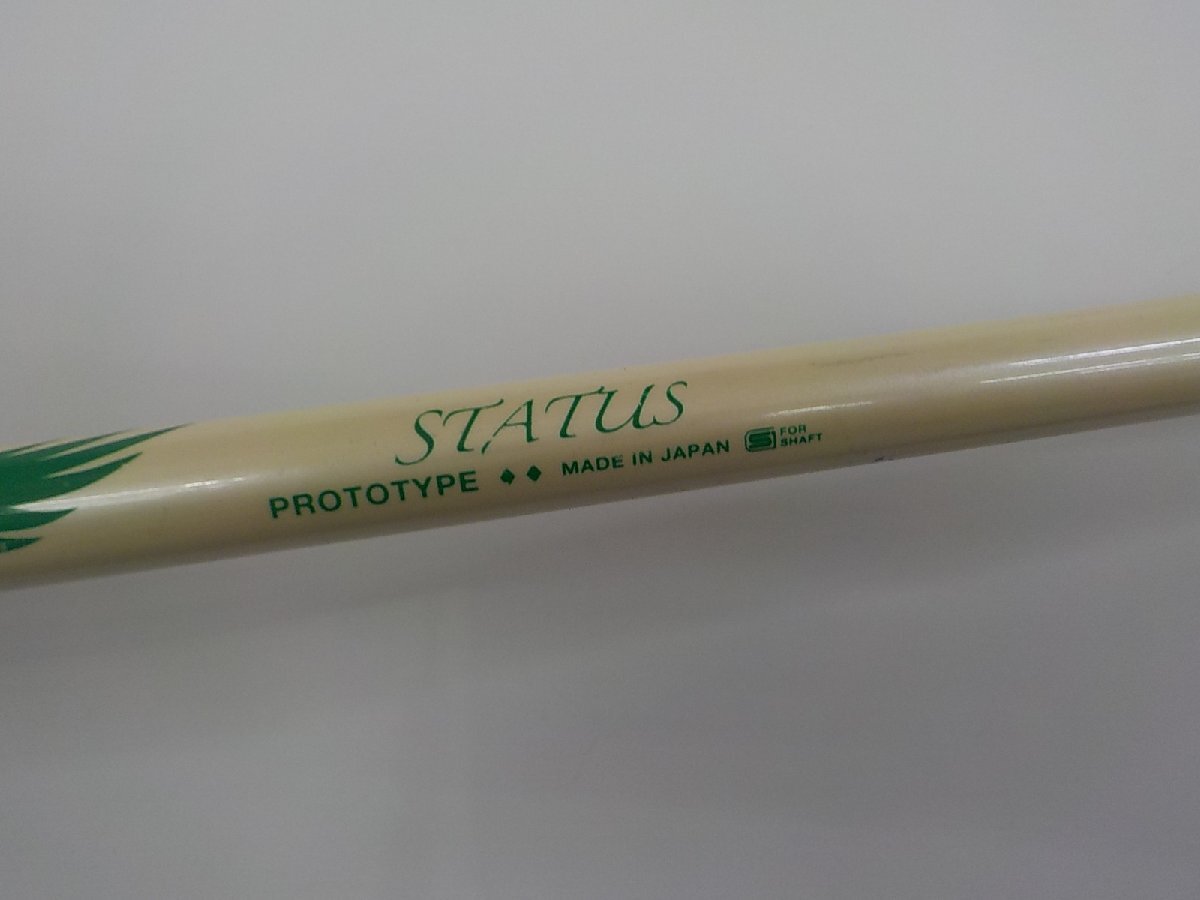 STATUS
PROTOTYPE ◆◆ MADE IN JAPAN S FOR SHAFT